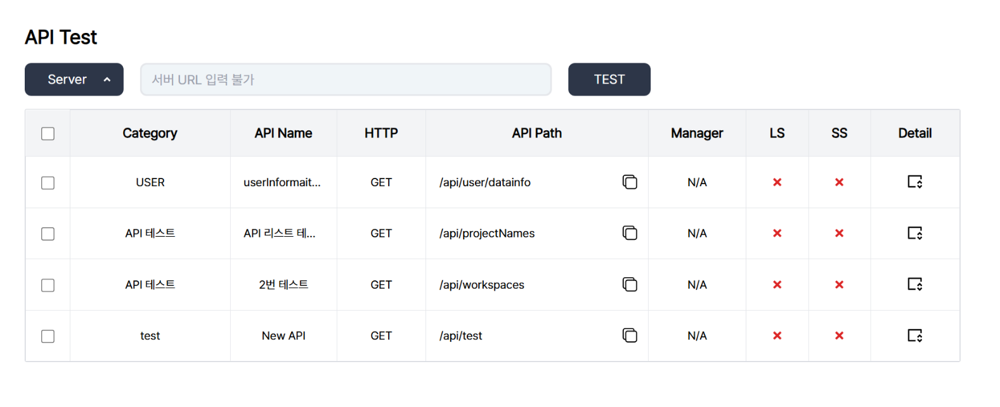 API Test
Server 서버 URL 입력 불가 TEST
Category API Name HTTP API Path Manager LS SS Detail
USER userInformait... GET /api/user/datainfo N/A
API 테스트 API 리스트 테... GET /api/projectNames N/A
API 테스트 2번 테스트 GET /api/workspaces N/A
test New API GET /api/test N/A